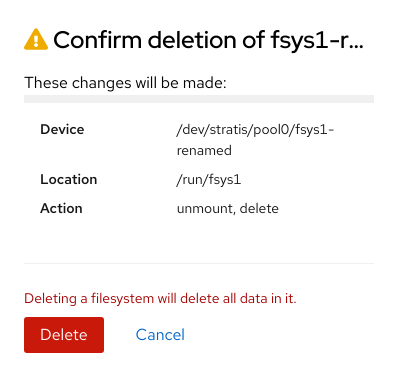 Confirm deletion of fsys1-r...
These changes will be made:
Device /dev/stratis/pool0/fsys1-
renamed
Location /run/fsys1
Action unmount, delete
Deleting a filesystem will delete all data in it.
Delete Cancel